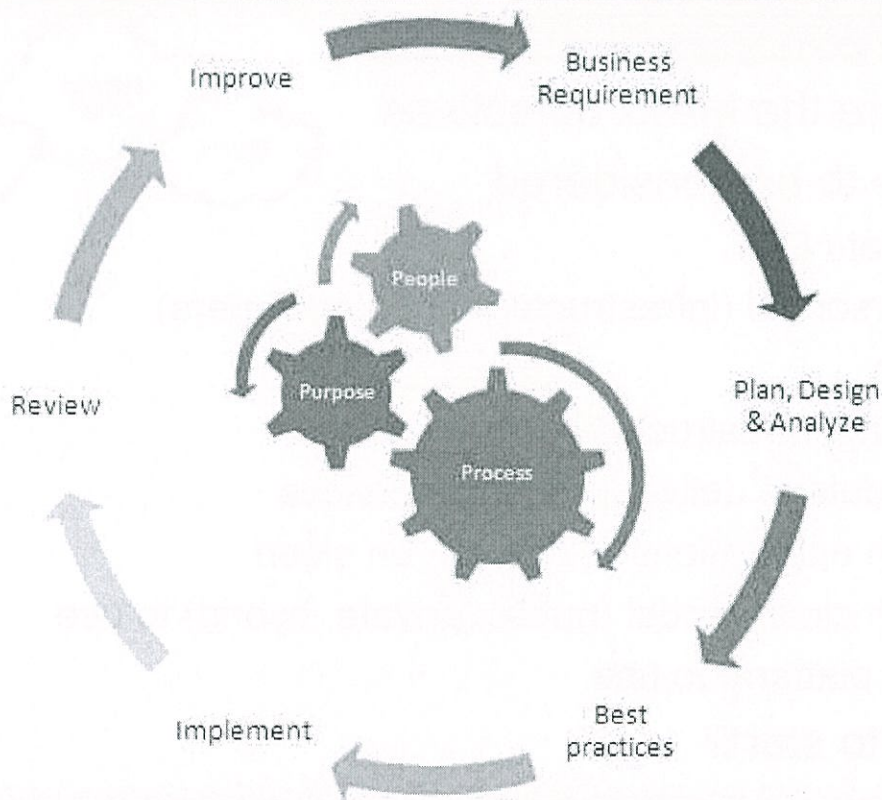 Improve
Business
Requirement
People
Purpose
Process
Review
Plan, Design
& Analyze
Implement
Best
practices